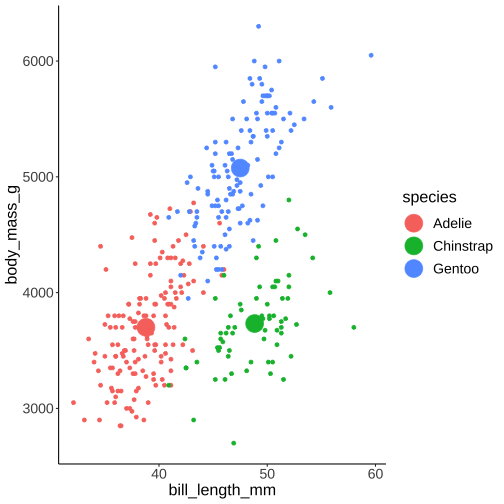 6000
5000
4000
3000
body_mass_g
40 50 60
bill_length_mm
species
Adelie
Chinstrap
Gentoo